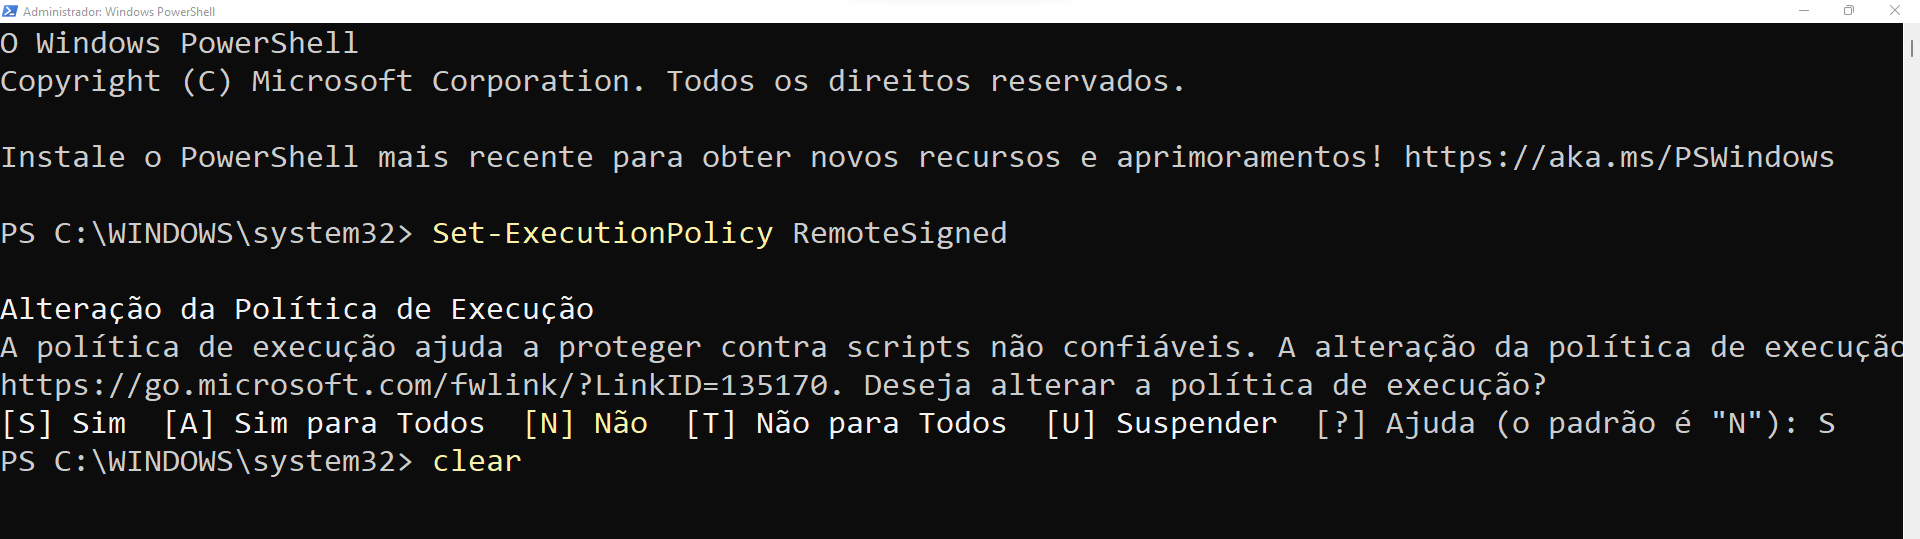 Administrador: Windows PowerShell
O Windows PowerShell
Copyright (C) Microsoft Corporation. Todos os direitos reservados.
Instale o PowerShell mais recente para obter novos recursos e aprimoramentos! https://aka.ms/PSWindows
PS C:\WINDOWS\system32> Set-ExecutionPolicy RemoteSigned
Alteração da Política de Execução
A política de execução ajuda a proteger contra scripts não confiáveis. A alteração da política de execução
https://go.microsoft.com/fwlink/?LinkID=135170. Deseja alterar a política de execução?
[S] Sim  [A] Sim para Todos  [N] Não  [T] Não para Todos  [U] Suspender  [?] Ajuda (o padrão é "N"): S
PS C:\WINDOWS\system32> clear